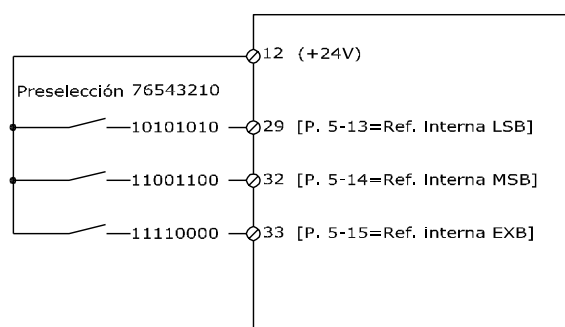 12 (+24V)
Preselección 76543210
10101010 29 [P. 5-13=Ref. Interna LSB]
11001100 32 [P. 5-14=Ref. Interna MSB]
11110000 33 [P. 5-15=Ref. interna EXB]